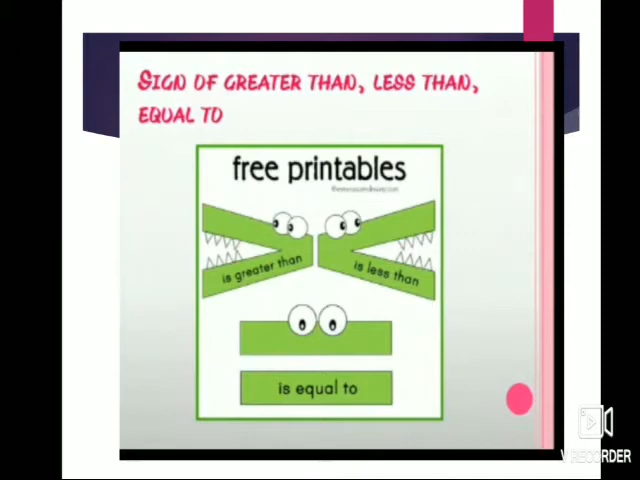 SIGN OF GREATER THAN, LESS THAN,
EQUAL TO
free printables
is greater than
is less than
is equal to
V RECORDER